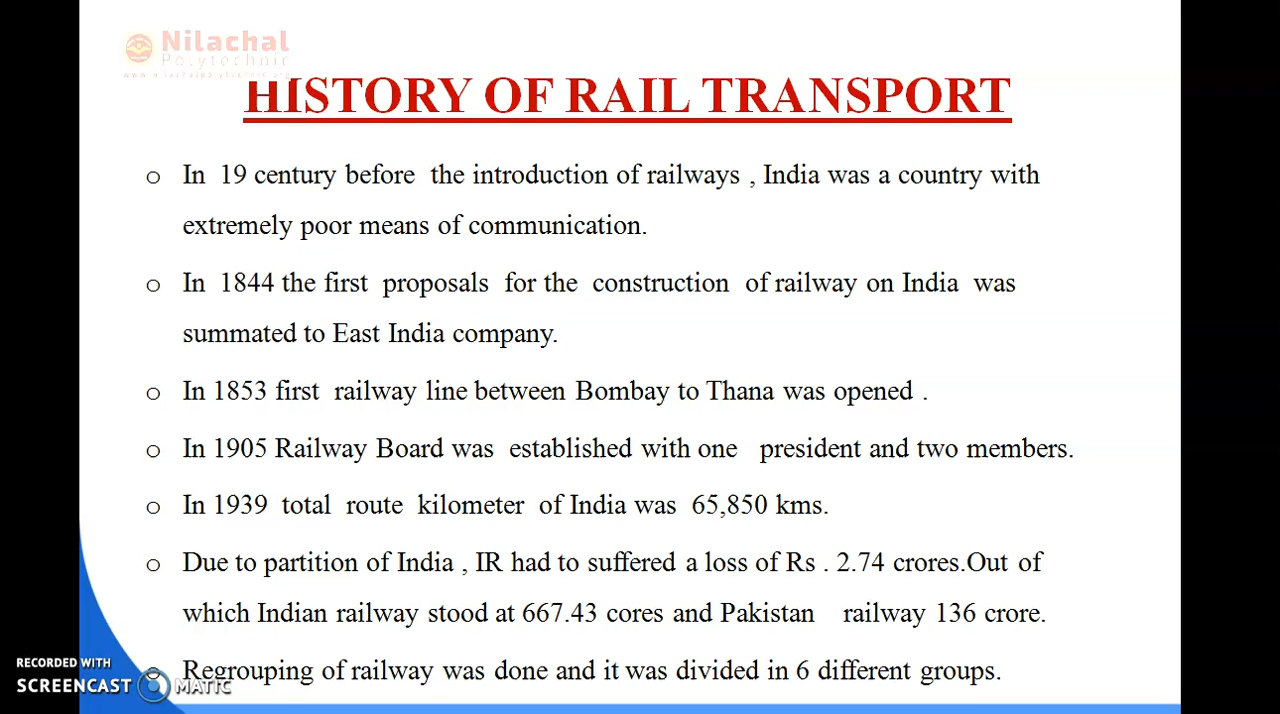 Nilachal
Polytechnic
HISTORY OF RAIL TRANSPORT
o In 19 century before the introduction of railways , India was a country with
extremely poor means of communication.
o In 1844 the first proposals for the construction of railway on India was
summated to East India company.
o In 1853 first railway line between Bombay to Thana was opened .
o In 1905 Railway Board was established with one president and two members.
o In 1939 total route kilometer of India was 65,850 kms.
o Due to partition of India , IR had to suffered a loss of Rs . 2.74 crores.Out of
which Indian railway stood at 667.43 cores and Pakistan railway 136 crore.
o Regrouping of railway was done and it was divided in 6 different groups.
RECORDED WITH
SCREENCAST MATIC